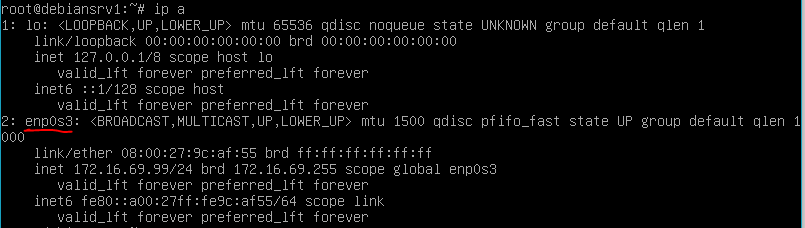 root@debiansrv1:~# ip a
1: lo: <LOOPBACK,UP,LOWER_UP> mtu 65536 qdisc noqueue state UNKNOWN group default qlen 1
    link/loopback 00:00:00:00:00:00 brd 00:00:00:00:00:00
    inet 127.0.0.1/8 scope host lo
       valid_lft forever preferred_lft forever
    inet6 ::1/128 scope host
       valid_lft forever preferred_lft forever
2: enp0s3: <BROADCAST,MULTICAST,UP,LOWER_UP> mtu 1500 qdisc pfifo_fast state UP group default qlen 1
000
    link/ether 08:00:27:9c:af:55 brd ff:ff:ff:ff:ff:ff
    inet 172.16.69.99/24 brd 172.16.69.255 scope global enp0s3
       valid_lft forever preferred_lft forever
    inet6 fe80::a00:27ff:fe9c:af55/64 scope link
       valid_lft forever preferred_lft forever